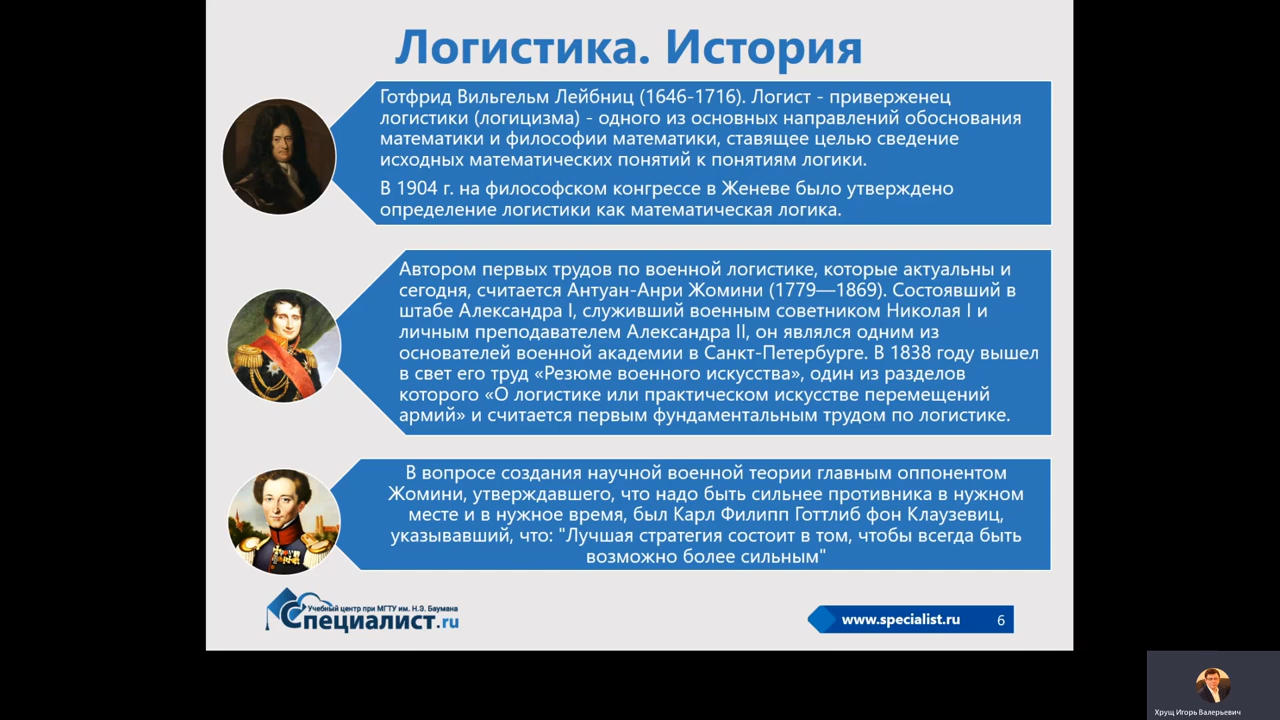 Логистика. История
Готфрид Вильгельм Лейбниц (1646-1716). Логист - приверженец
логистики (логицизма) - одного из основных направлений обоснования
математики и философии математики, ставящее целью сведение
исходных математических понятий к понятиям логики.
В 1904 г. на философском конгрессе в Женеве было утверждено
определение логистики как математическая логика.
Автором первых трудов по военной логистике, которые актуальны и
сегодня, считается Антуан-Анри Жомини (1779—1869). Состоявший в
штабе Александра I, служивший военным советником Николая I и
личным преподавателем Александра II, он являлся одним из
основателей военной академии в Санкт-Петербурге. В 1838 году вышел
в свет его труд «Резюме военного искусства», один из разделов
которого «О логистике или практическом искусстве перемещений
армий» и считается первым фундаментальным трудом по логистике.
В вопросе создания научной военной теории главным оппонентом
Жомини, утверждавшего, что надо быть сильнее противника в нужном
месте и в нужное время, был Карл Филипп Готтлиб фон Клаузевиц,
указывавший, что: "Лучшая стратегия состоит в том, чтобы всегда быть
возможно более сильным"
Учебный центр при МГТУ им. Н.Э. Баумана
Специалист.ru
www.specialist.ru 6
Хрущ Игорь Валерьевич